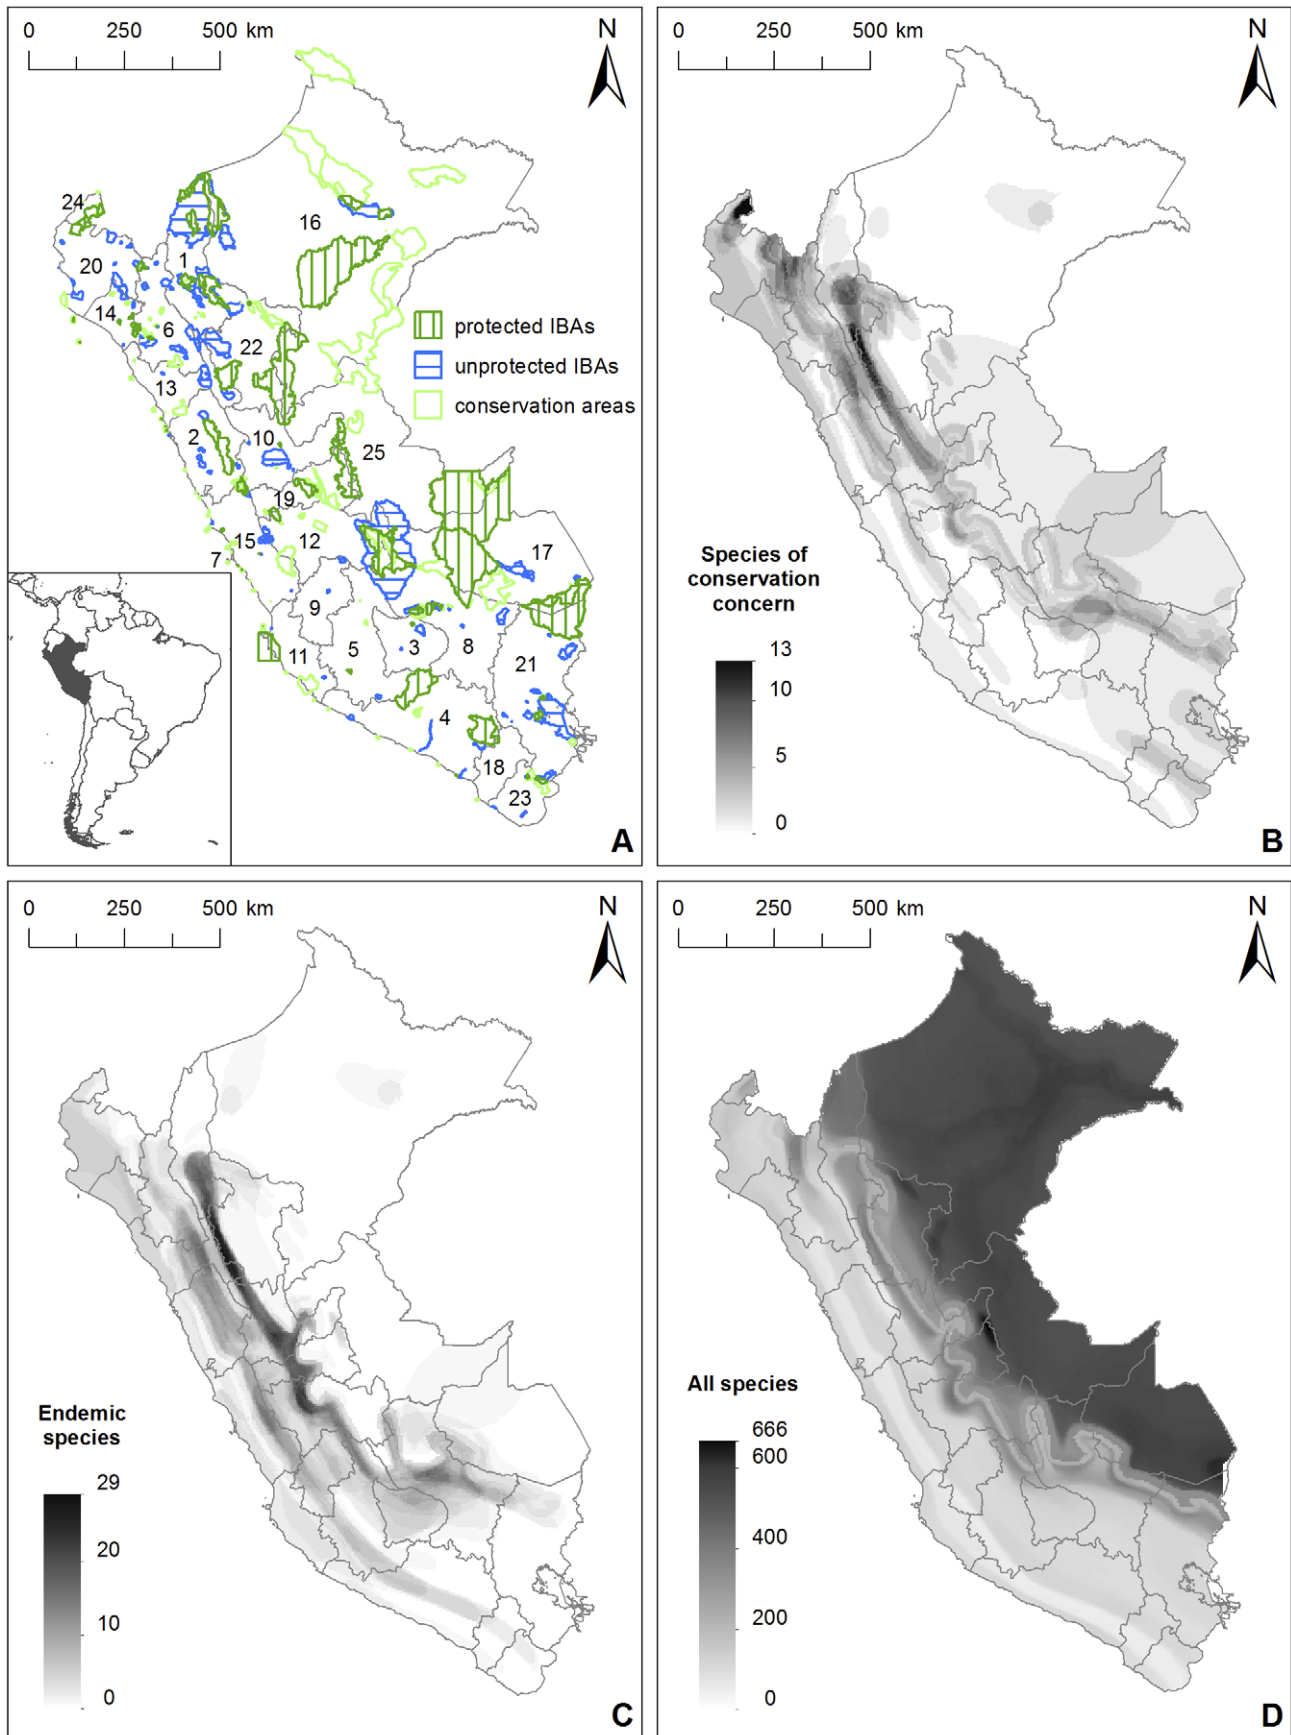 0 250 500 km
N
24
16
20
1
14
6
22
13
2
10
25
19
15
12
7
17
9
11
5
3
8
21
4
18
23
protected IBAs
unprotected IBAs
conservation areas
A
0 250 500 km
N
Species of
conservation
concern
13
10
5
0
B
0 250 500 km
N
Endemic
species
29
20
10
0
C
0 250 500 km
N
All species
666
600
400
200
0
D